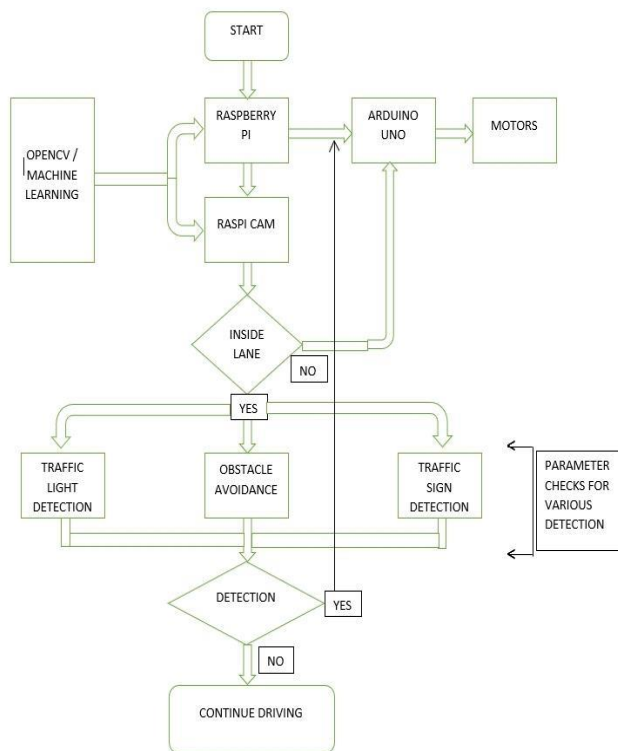 START
RASPBERRY
PI
ARDUINO
UNO
MOTORS
OPENCV /
MACHINE
LEARNING
RASPI CAM
INSIDE
LANE
NO
YES
TRAFFIC
LIGHT
DETECTION
OBSTACLE
AVOIDANCE
TRAFFIC
SIGN
DETECTION
PARAMETER
CHECKS FOR
VARIOUS
DETECTION
DETECTION
YES
NO
CONTINUE DRIVING